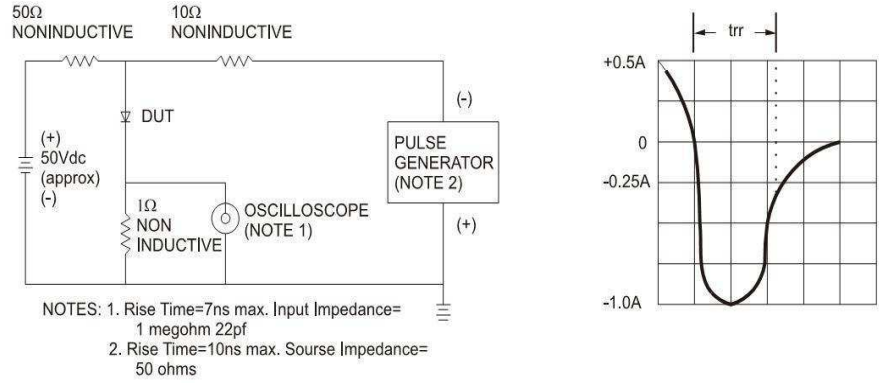 50Ω
NONINDUCTIVE
10Ω
NONINDUCTIVE
DUT
(+)
50Vdc
(approx)
(-)
1Ω
NON
INDUCTIVE
OSCILLOSCOPE
(NOTE 1)
(-)
PULSE
GENERATOR
(NOTE 2)
(+)
NOTES: 1. Rise Time=7ns max. Input Impedance=
1 megohm 22pf
2. Rise Time=10ns max. Sourse Impedance=
50 ohms
trr
+0.5A
0
-0.25A
-1.0A